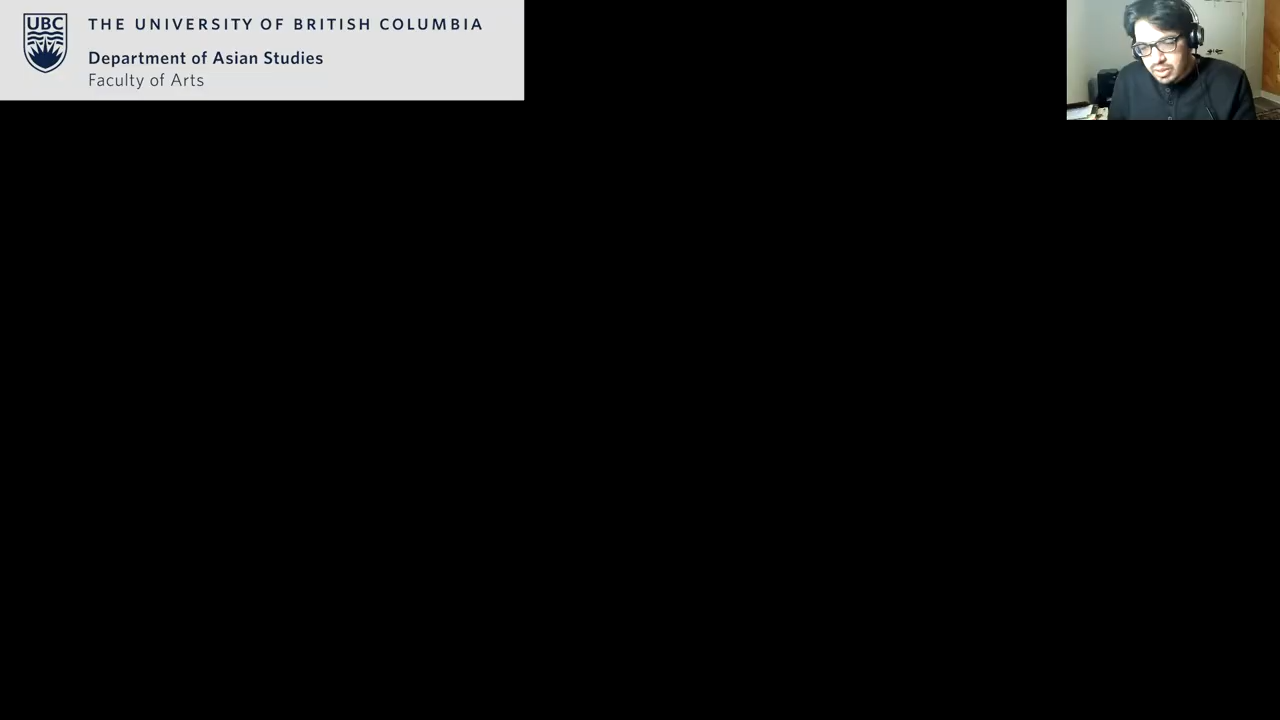 UBC
THE UNIVERSITY OF BRITISH COLUMBIA
Department of Asian Studies
Faculty of Arts